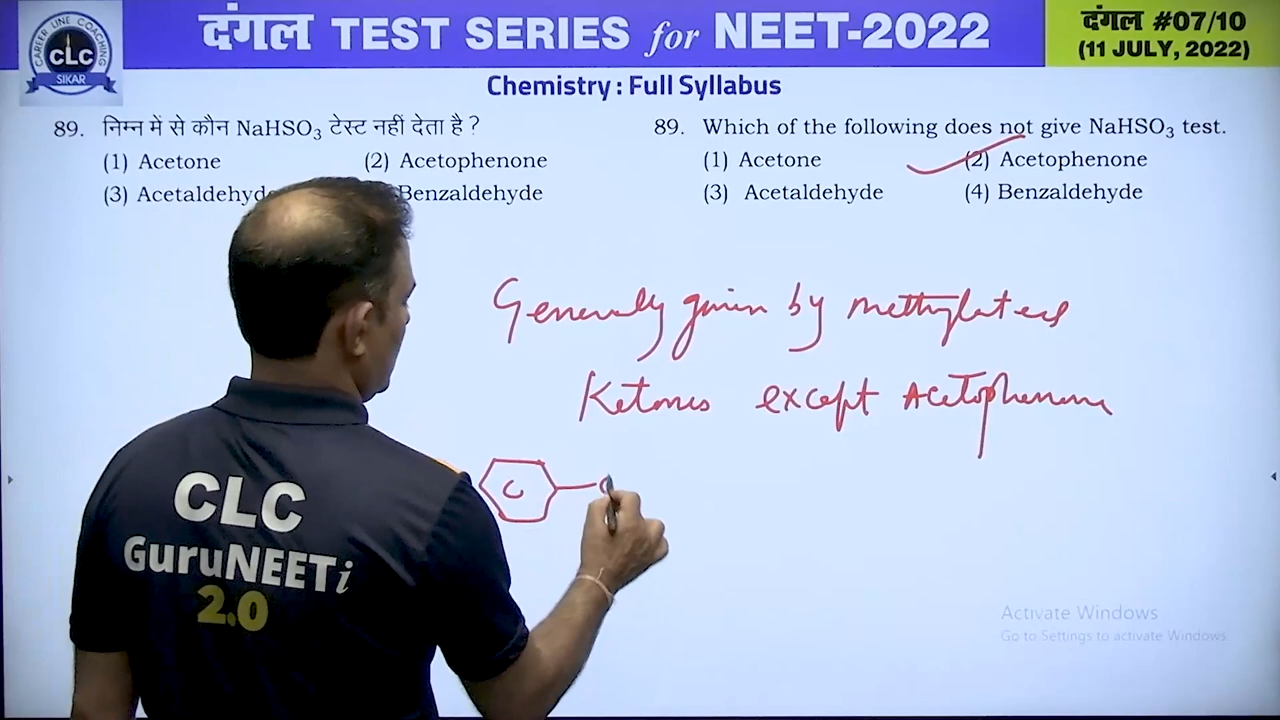 CAREER LINE COACHING
CLC
SIKAR
दंगल TEST SERIES for NEET-2022
दंगल #07/10
(11 JULY, 2022)
Chemistry : Full Syllabus
89. निम्न में से कौन NaHSO₃ टेस्ट नहीं देता है ?
(1) Acetone (2) Acetophenone
(3) Acetaldehyde Benzaldehyde
89. Which of the following does not give NaHSO₃ test.
(1) Acetone (2) Acetophenone
(3) Acetaldehyde (4) Benzaldehyde
Generally given by methylated
Ketones except Acetophenone
CLC
GuruNEETi
2.0
Activate Windows
Go to Settings to activate Windows